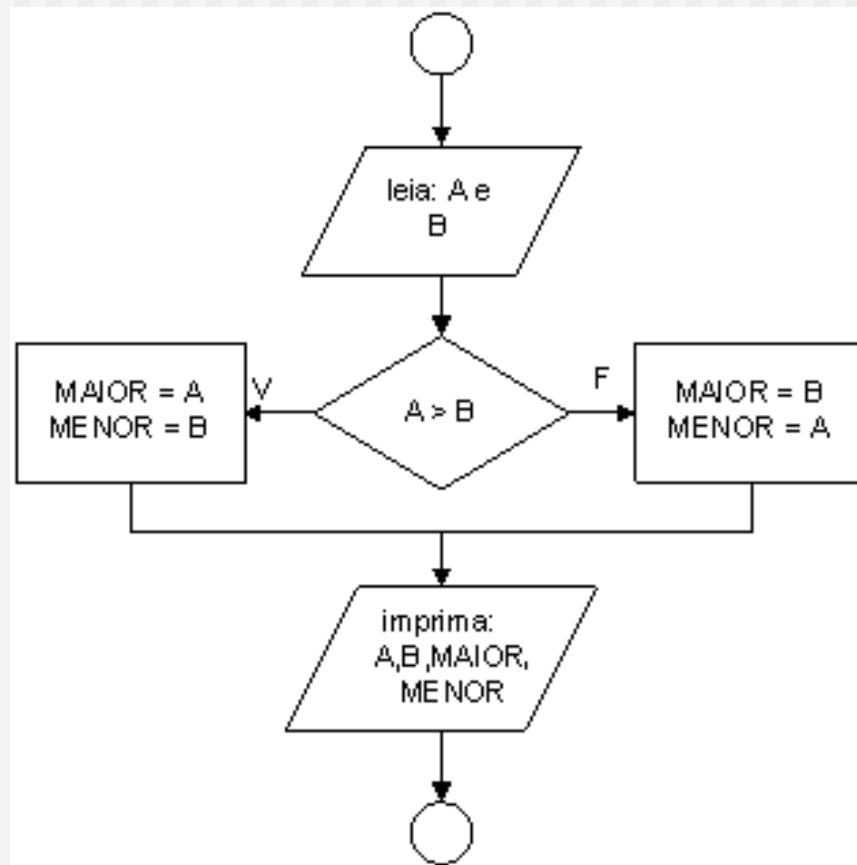 leia: A e
B
A > B
V
F
MAIOR = A
MENOR = B
MAIOR = B
MENOR = A
imprima:
A,B,MAIOR,
MENOR